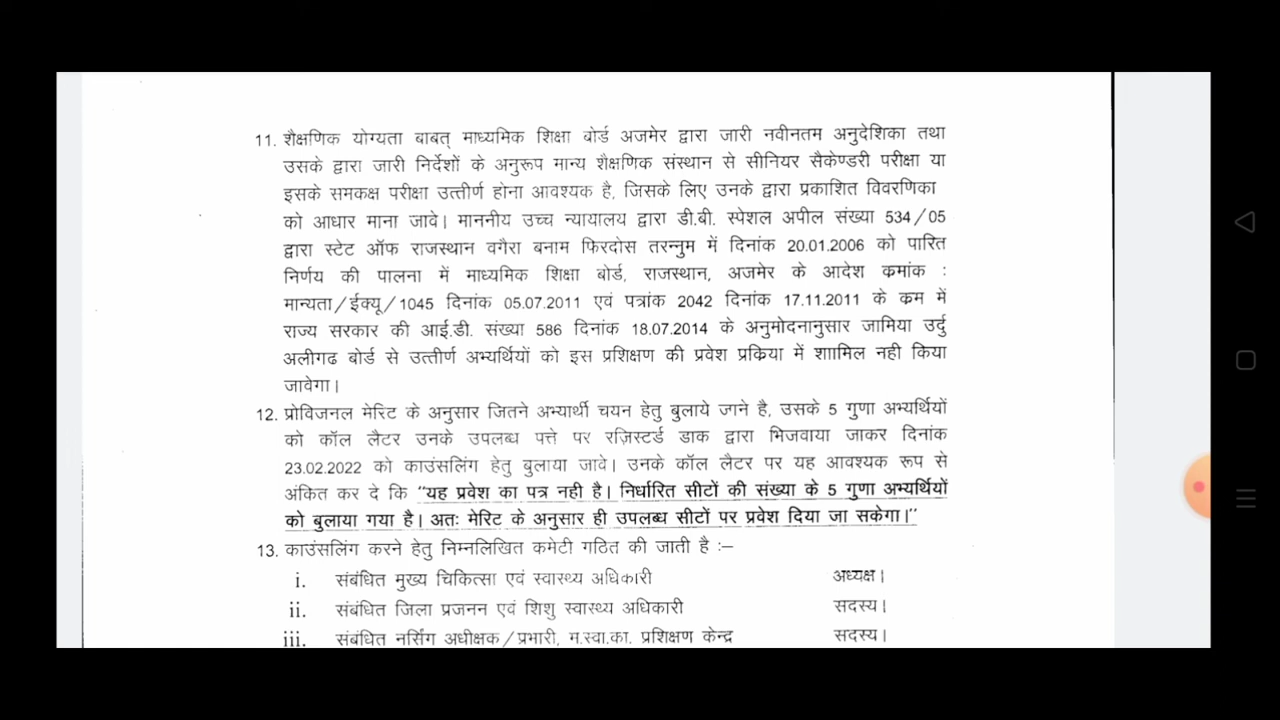 11. शैक्षणिक योग्यता बाबत् माध्यमिक शिक्षा बोर्ड अजमेर द्वारा जारी नवीनतम अनुदेशिका तथा
उसके द्वारा जारी निर्देशों के अनुरूप मान्य शैक्षणिक संस्थान से सीनियर सैकेण्डरी परीक्षा या
इसके समकक्ष परीक्षा उत्तीर्ण होना आवश्यक है, जिसके लिए उनके द्वारा प्रकाशित विवरणिका
को आधार माना जावे। माननीय उच्च न्यायालय द्वारा डी.बी. स्पेशल अपील संख्या 534/05
द्वारा स्टेट ऑफ राजस्थान वगैरा बनाम फिरदोस तरन्नुम में दिनांक 20.01.2006 को पारित
निर्णय की पालना में माध्यमिक शिक्षा बोर्ड, राजस्थान, अजमेर के आदेश क्रमांक :
मान्यता/ईक्यू/1045 दिनांक 05.07.2011 एवं पत्रांक 2042 दिनांक 17.11.2011 के क्रम में
राज्य सरकार की आई.डी. संख्या 586 दिनांक 18.07.2014 के अनुमोदनानुसार जामिया उर्दु
अलीगढ बोर्ड से उत्तीर्ण अभ्यर्थियों को इस प्रशिक्षण की प्रवेश प्रक्रिया में शाामिल नही किया
जावेगा।
12. प्रोविजनल मेरिट के अनुसार जितने अभ्यार्थी चयन हेतु बुलाये जाने है, उसके 5 गुणा अभ्यर्थियों
को कॉल लैटर उनके उपलब्ध पत्ते पर रज़िस्टर्ड डाक द्वारा भिजवाया जाकर दिनांक
23.02.2022 को काउंसलिंग हेतु बुलाया जावे। उनके कॉल लैटर पर यह आवश्यक रूप से
अंकित कर दे कि "यह प्रवेश का पत्र नही है। निर्धारित सीटों की संख्या के 5 गुणा अभ्यर्थियों
को बुलाया गया है। अतः मेरिट के अनुसार ही उपलब्ध सीटों पर प्रवेश दिया जा सकेगा।"
13. काउंसलिंग करने हेतु निम्नलिखित कमेटी गठित की जाती है :–
i. संबंधित मुख्य चिकित्सा एवं स्वास्थ्य अधिकारी अध्यक्ष।
ii. संबंधित जिला प्रजनन एवं शिशु स्वास्थ्य अधिकारी सदस्य।
iii. संबंधित नर्सिंग अधीक्षक/प्रभारी, म.स्वा.का. प्रशिक्षण केन्द्र सदस्य।